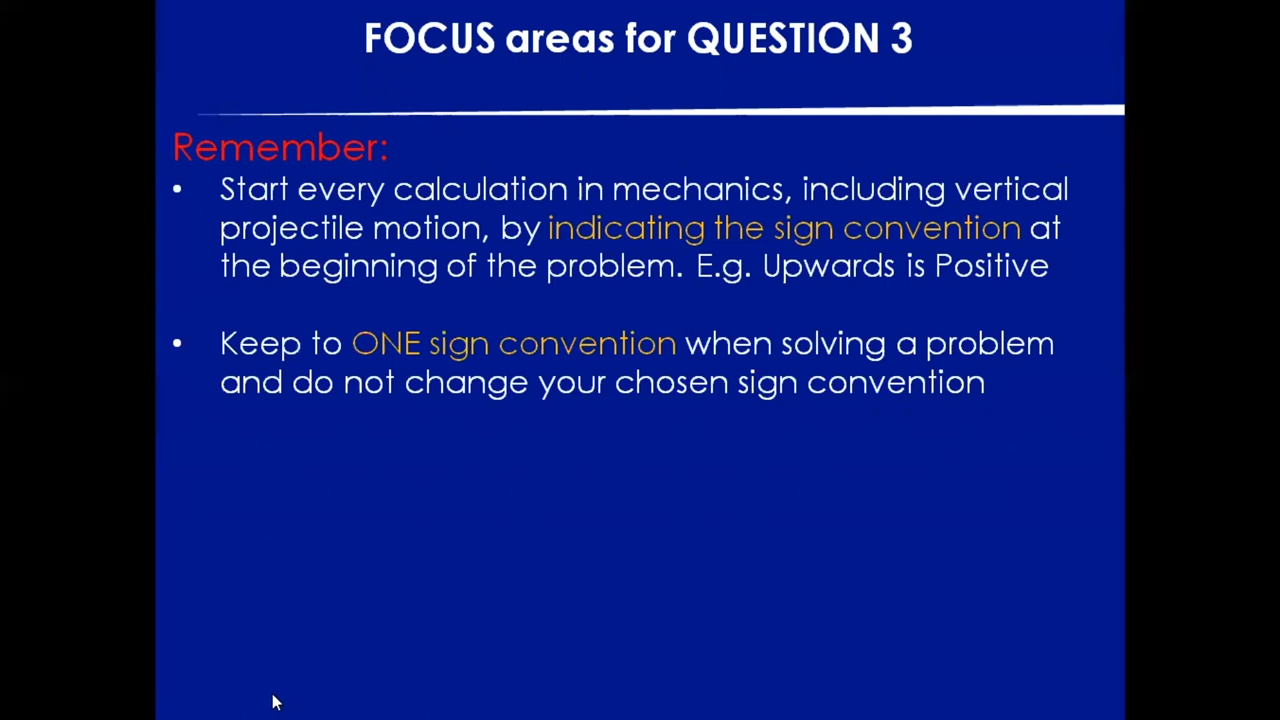 FOCUS areas for QUESTION 3
Remember:
• Start every calculation in mechanics, including vertical
projectile motion, by indicating the sign convention at
the beginning of the problem. E.g. Upwards is Positive
• Keep to ONE sign convention when solving a problem
and do not change your chosen sign convention